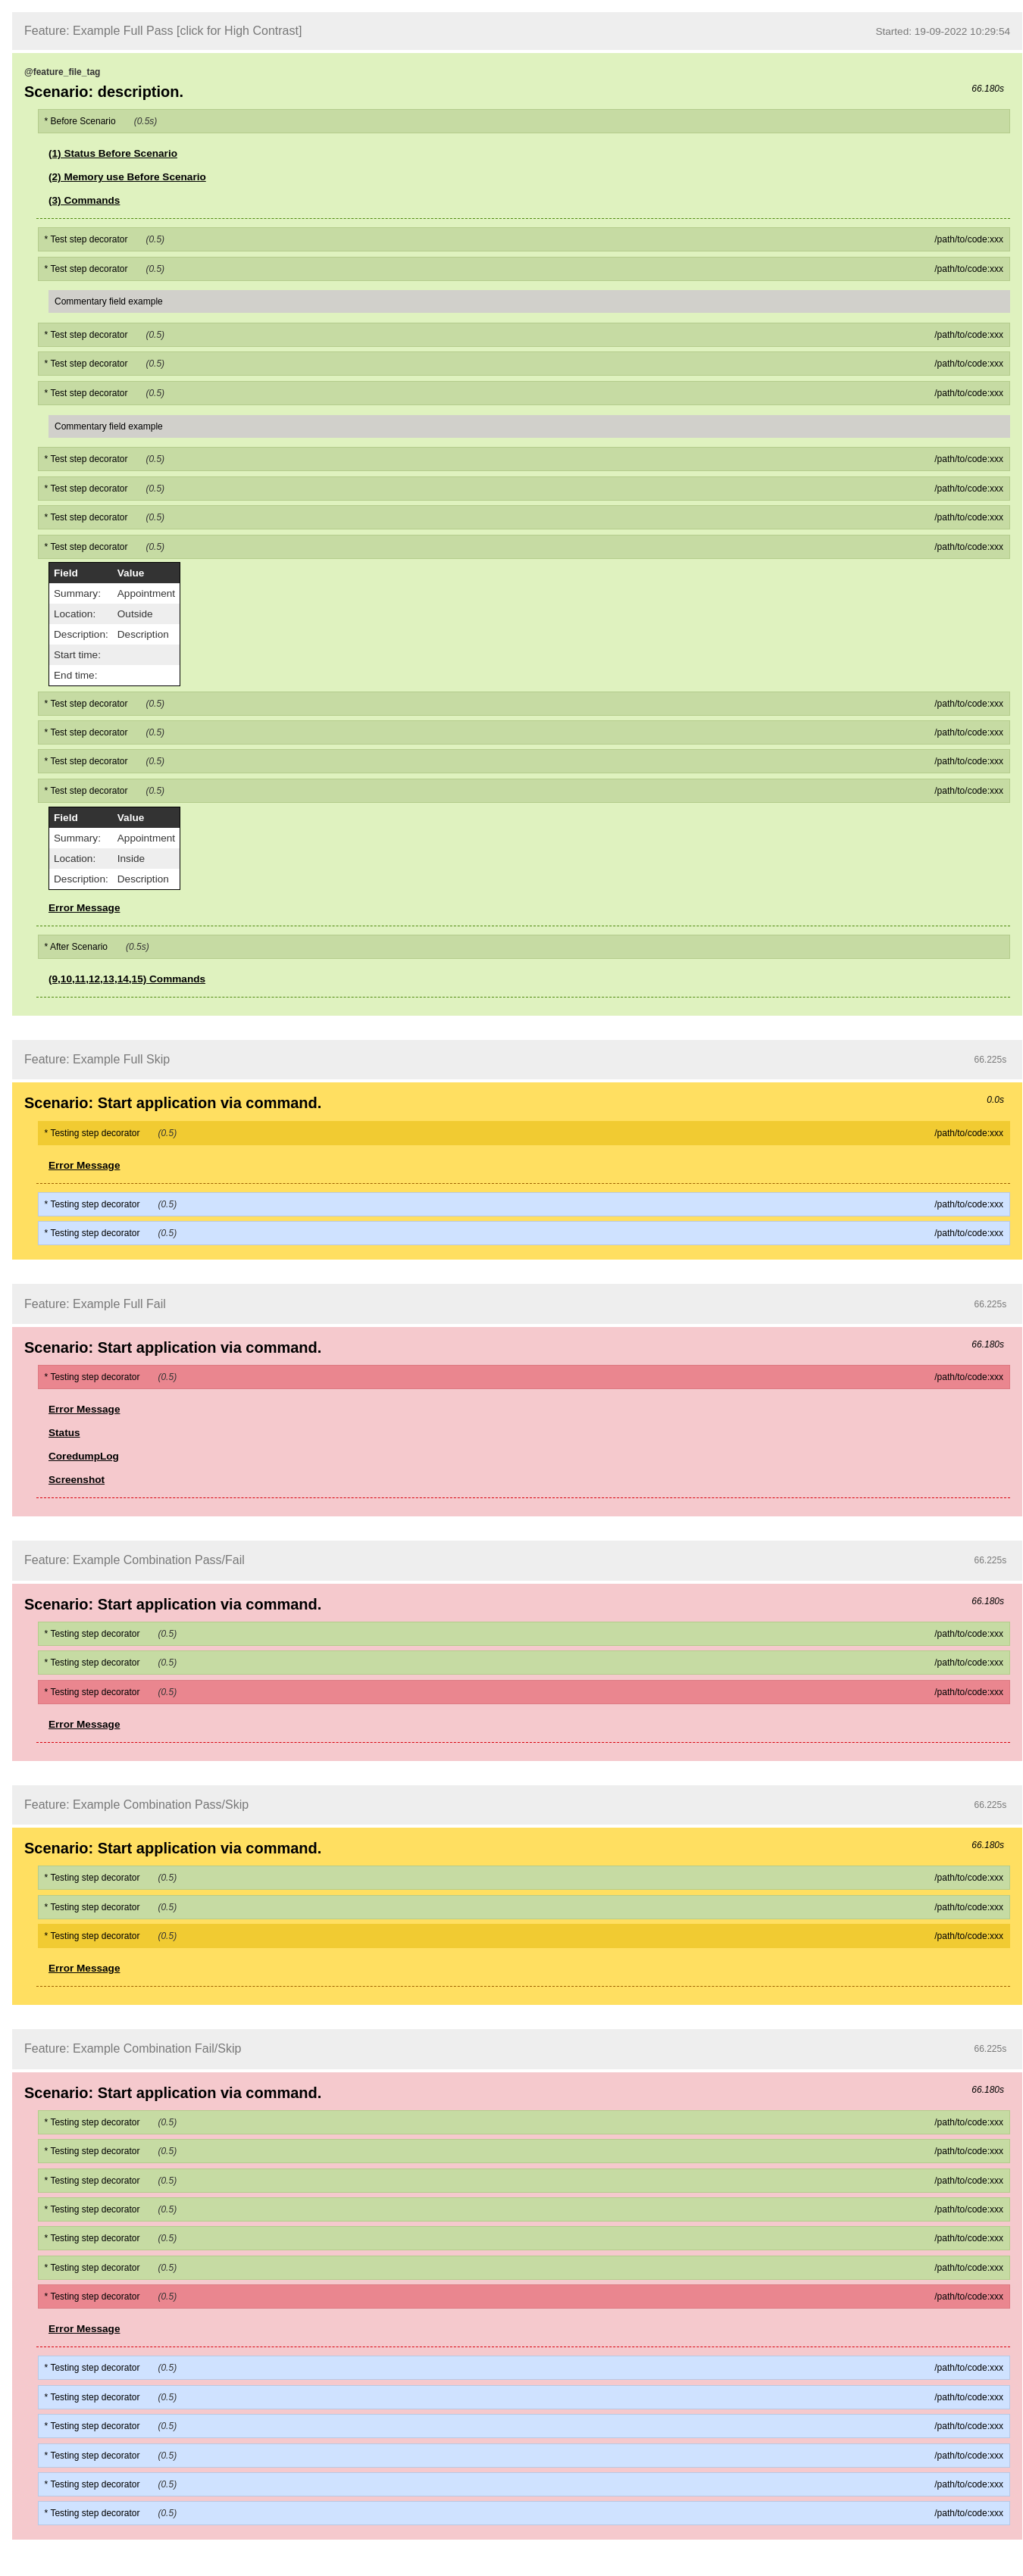 Feature: Example Full Pass [click for High Contrast] Started: 19-09-2022 10:29:54
@feature_file_tag
Scenario: description. 66.180s
* Before Scenario (0.5s)
(1) Status Before Scenario
(2) Memory use Before Scenario
(3) Commands
* Test step decorator (0.5) /path/to/code:xxx
* Test step decorator (0.5) /path/to/code:xxx
Commentary field example
* Test step decorator (0.5) /path/to/code:xxx
* Test step decorator (0.5) /path/to/code:xxx
* Test step decorator (0.5) /path/to/code:xxx
Commentary field example
* Test step decorator (0.5) /path/to/code:xxx
* Test step decorator (0.5) /path/to/code:xxx
* Test step decorator (0.5) /path/to/code:xxx
* Test step decorator (0.5) /path/to/code:xxx
Field Value
Summary: Appointment
Location: Outside
Description: Description
Start time:
End time:
* Test step decorator (0.5) /path/to/code:xxx
* Test step decorator (0.5) /path/to/code:xxx
* Test step decorator (0.5) /path/to/code:xxx
* Test step decorator (0.5) /path/to/code:xxx
Field Value
Summary: Appointment
Location: Inside
Description: Description
Error Message
* After Scenario (0.5s)
(9,10,11,12,13,14,15) Commands
Feature: Example Full Skip 66.225s
Scenario: Start application via command. 0.0s
* Testing step decorator (0.5) /path/to/code:xxx
Error Message
* Testing step decorator (0.5) /path/to/code:xxx
* Testing step decorator (0.5) /path/to/code:xxx
Feature: Example Full Fail 66.225s
Scenario: Start application via command. 66.180s
* Testing step decorator (0.5) /path/to/code:xxx
Error Message
Status
CoredumpLog
Screenshot
Feature: Example Combination Pass/Fail 66.225s
Scenario: Start application via command. 66.180s
* Testing step decorator (0.5) /path/to/code:xxx
* Testing step decorator (0.5) /path/to/code:xxx
* Testing step decorator (0.5) /path/to/code:xxx
Error Message
Feature: Example Combination Pass/Skip 66.225s
Scenario: Start application via command. 66.180s
* Testing step decorator (0.5) /path/to/code:xxx
* Testing step decorator (0.5) /path/to/code:xxx
* Testing step decorator (0.5) /path/to/code:xxx
Error Message
Feature: Example Combination Fail/Skip 66.225s
Scenario: Start application via command. 66.180s
* Testing step decorator (0.5) /path/to/code:xxx
* Testing step decorator (0.5) /path/to/code:xxx
* Testing step decorator (0.5) /path/to/code:xxx
* Testing step decorator (0.5) /path/to/code:xxx
* Testing step decorator (0.5) /path/to/code:xxx
* Testing step decorator (0.5) /path/to/code:xxx
* Testing step decorator (0.5) /path/to/code:xxx
Error Message
* Testing step decorator (0.5) /path/to/code:xxx
* Testing step decorator (0.5) /path/to/code:xxx
* Testing step decorator (0.5) /path/to/code:xxx
* Testing step decorator (0.5) /path/to/code:xxx
* Testing step decorator (0.5) /path/to/code:xxx
* Testing step decorator (0.5) /path/to/code:xxx